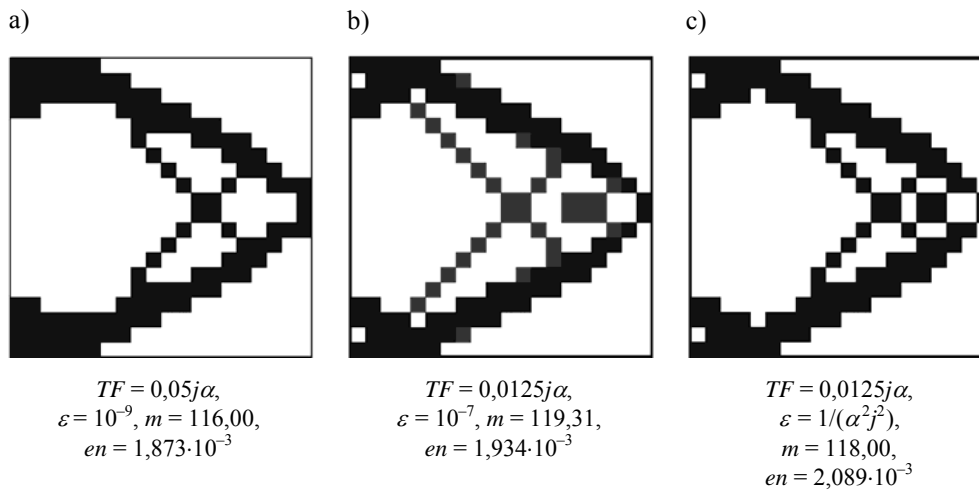 a)
b)
c)
TF = 0,05jα,
ε = 10⁻⁹, m = 116,00,
en = 1,873·10⁻³
TF = 0,0125jα,
ε = 10⁻⁷, m = 119,31,
en = 1,934·10⁻³
TF = 0,0125jα,
ε = 1/(α²j²),
m = 118,00,
en = 2,089·10⁻³